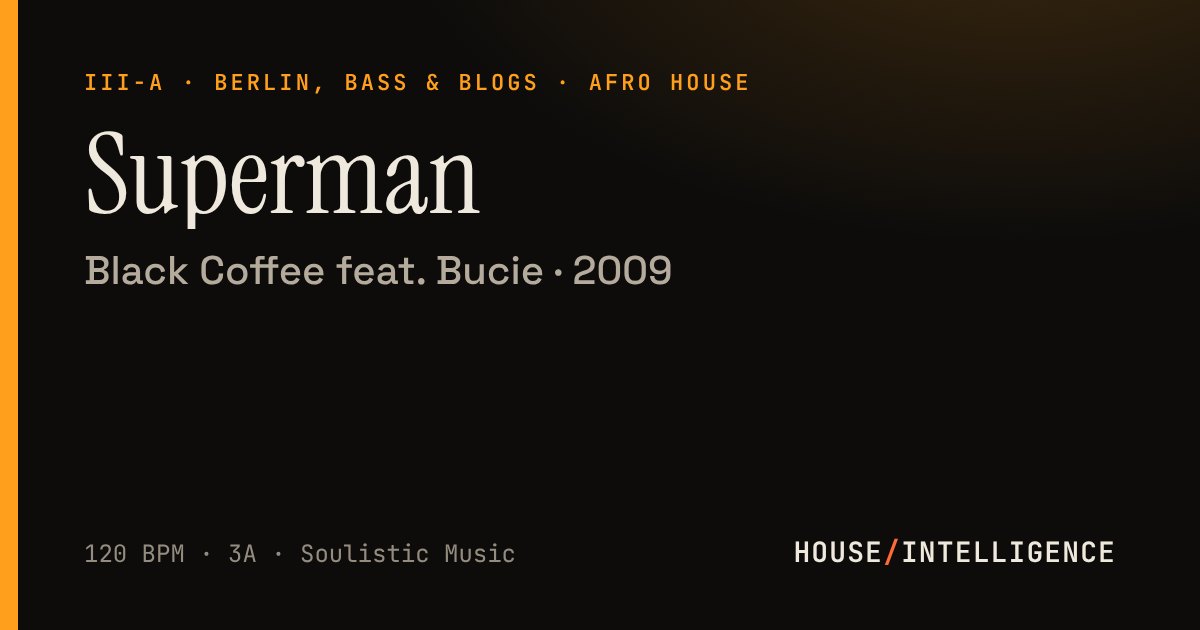 III-A · BERLIN, BASS & BLOGS · AFRO HOUSE
Superman
Black Coffee feat. Bucie · 2009
120 BPM · 3A · Soulistic Music
HOUSE/INTELLIGENCE